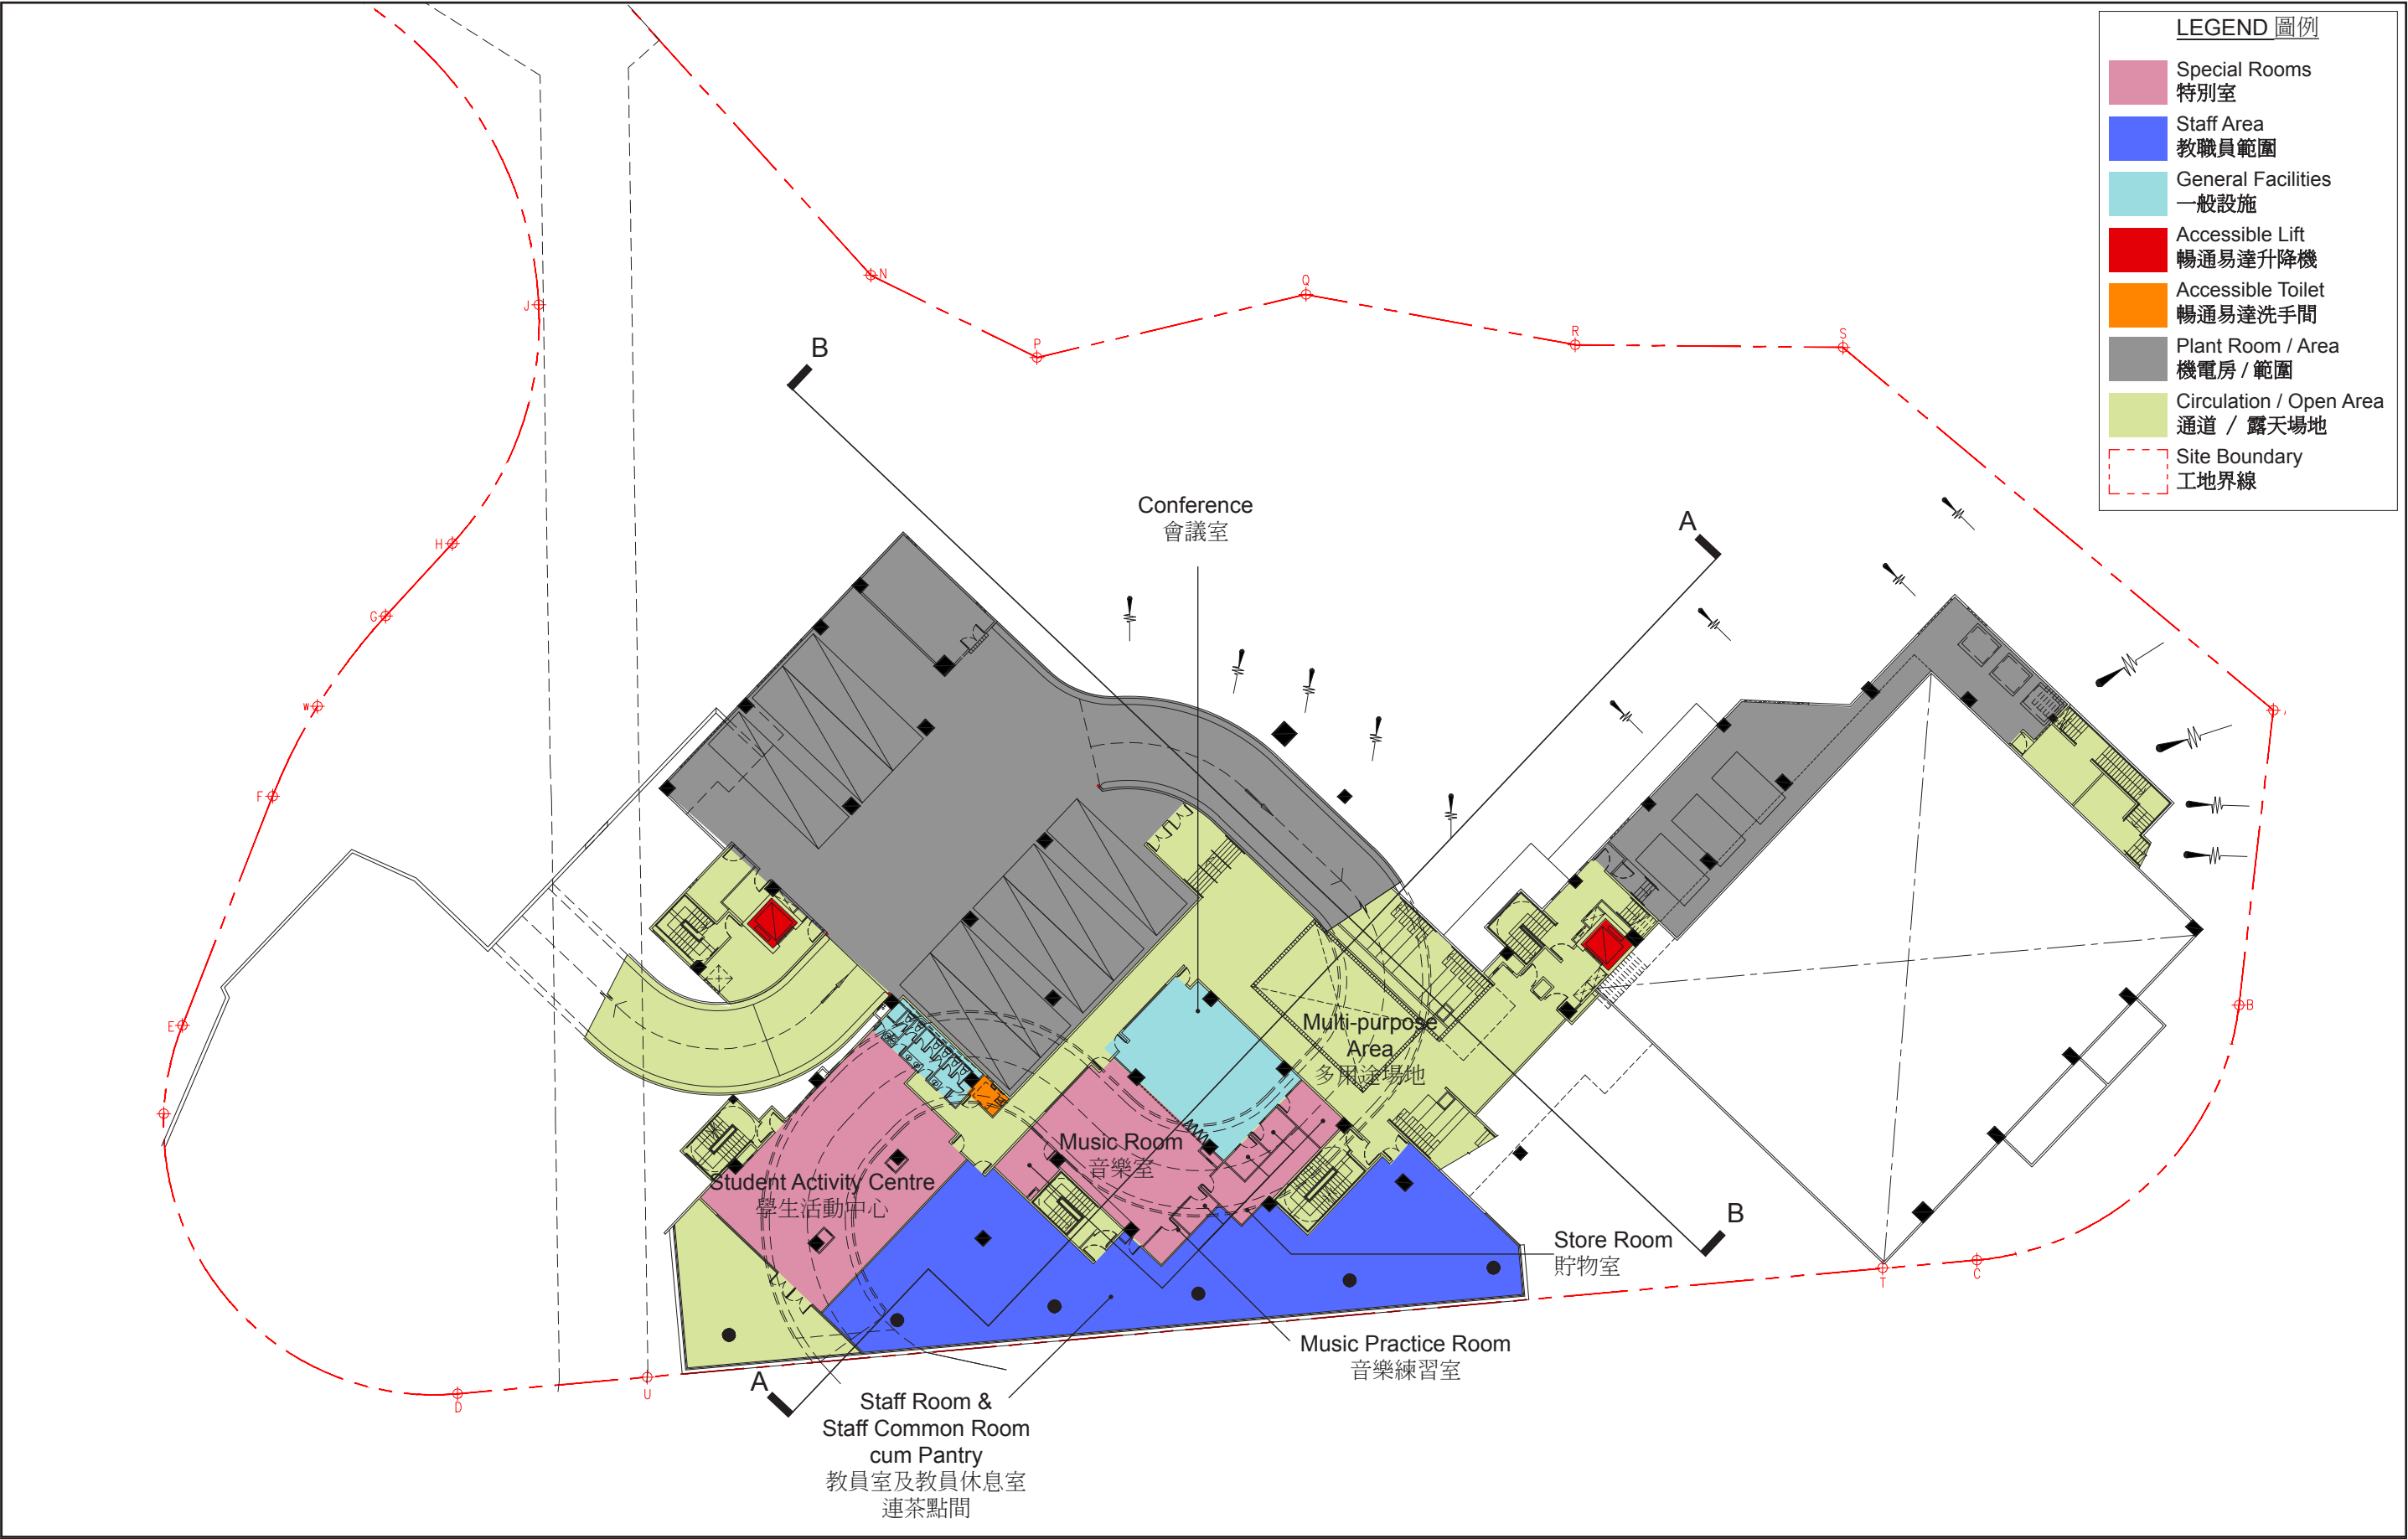 LEGEND 圖例
Special Rooms
特別室
Staff Area
教職員範圍
General Facilities
一般設施
Accessible Lift
暢通易達升降機
Accessible Toilet
暢通易達洗手間
Plant Room / Area
機電房 / 範圍
Circulation / Open Area
通道 / 露天場地
Site Boundary
工地界線
N
Q
J
P
R
S
B
A
Conference
會議室
H
G
W
F
E
B
Multi-purpose
Area
多用途場地
Music Room
音樂室
Student Activity Centre
學生活動中心
B
Store Room
貯物室
T
C
Music Practice Room
音樂練習室
A
D
U
Staff Room &
Staff Common Room
cum Pantry
教員室及教員休息室
連茶點間